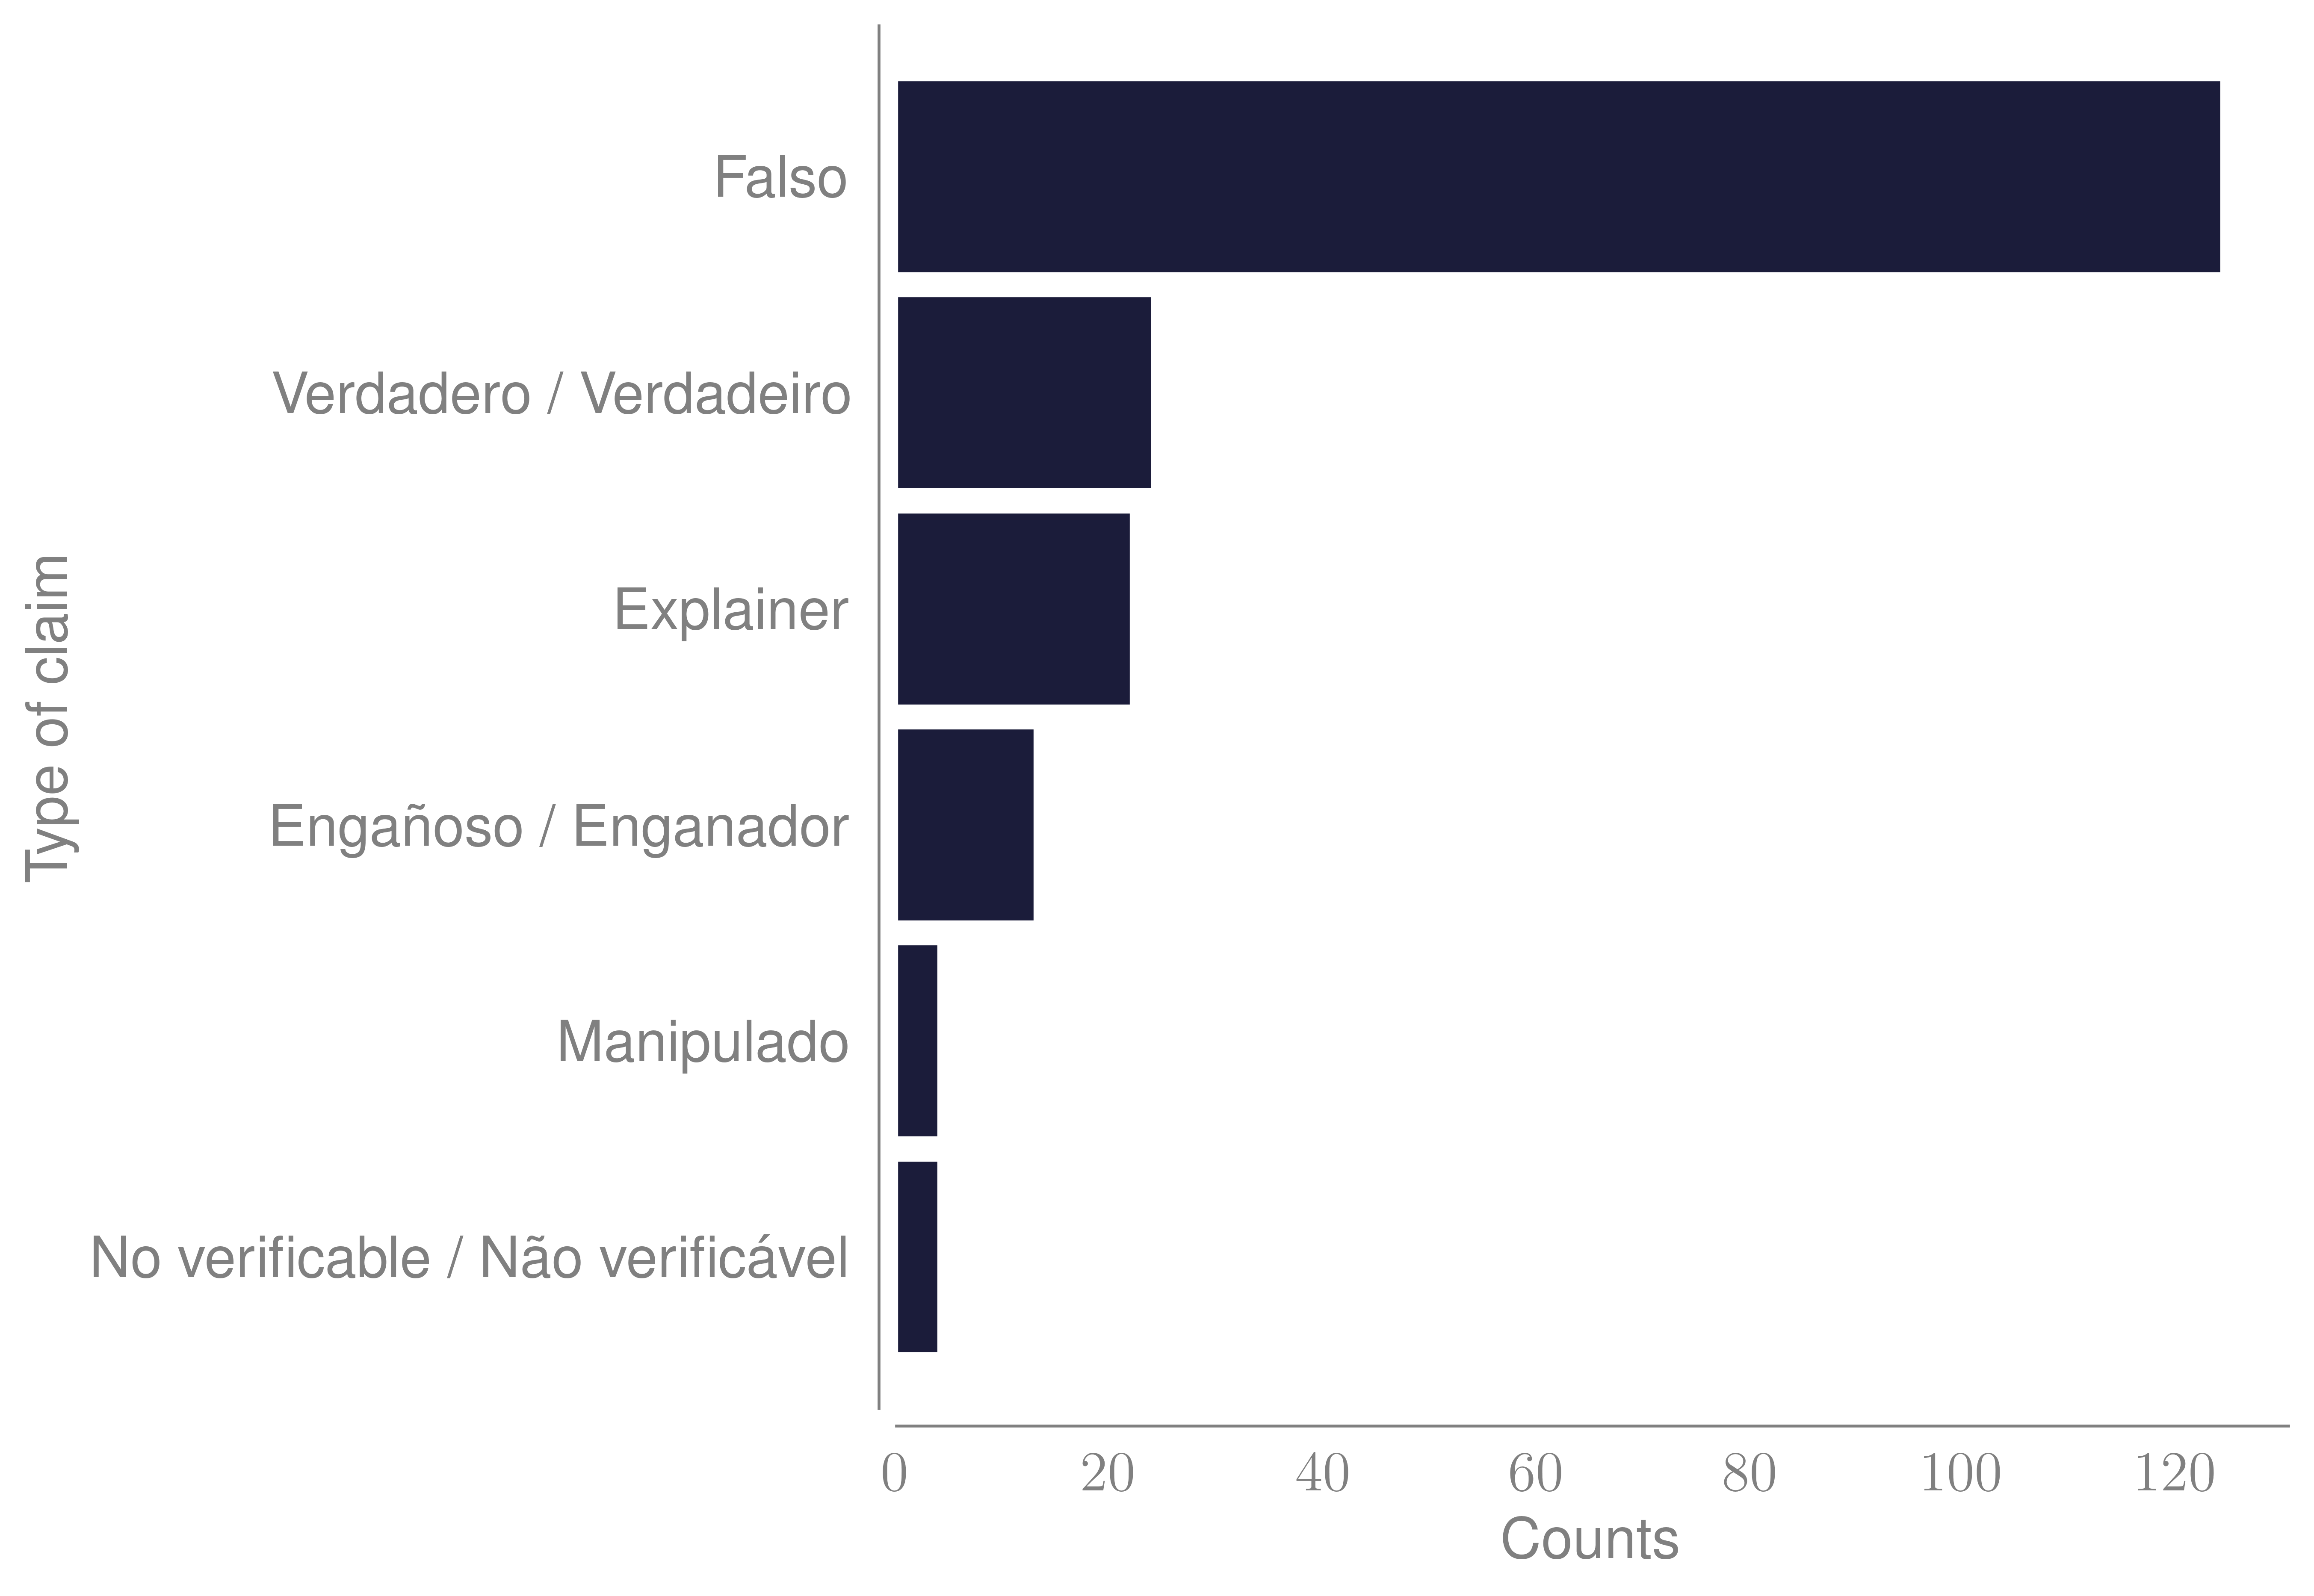 Falso
Verdadero / Verdadeiro
Explainer
Engañoso / Enganador
Manipulado
No verificable / Não verificável
Type of claim
0 20 40 60 80 100 120
Counts